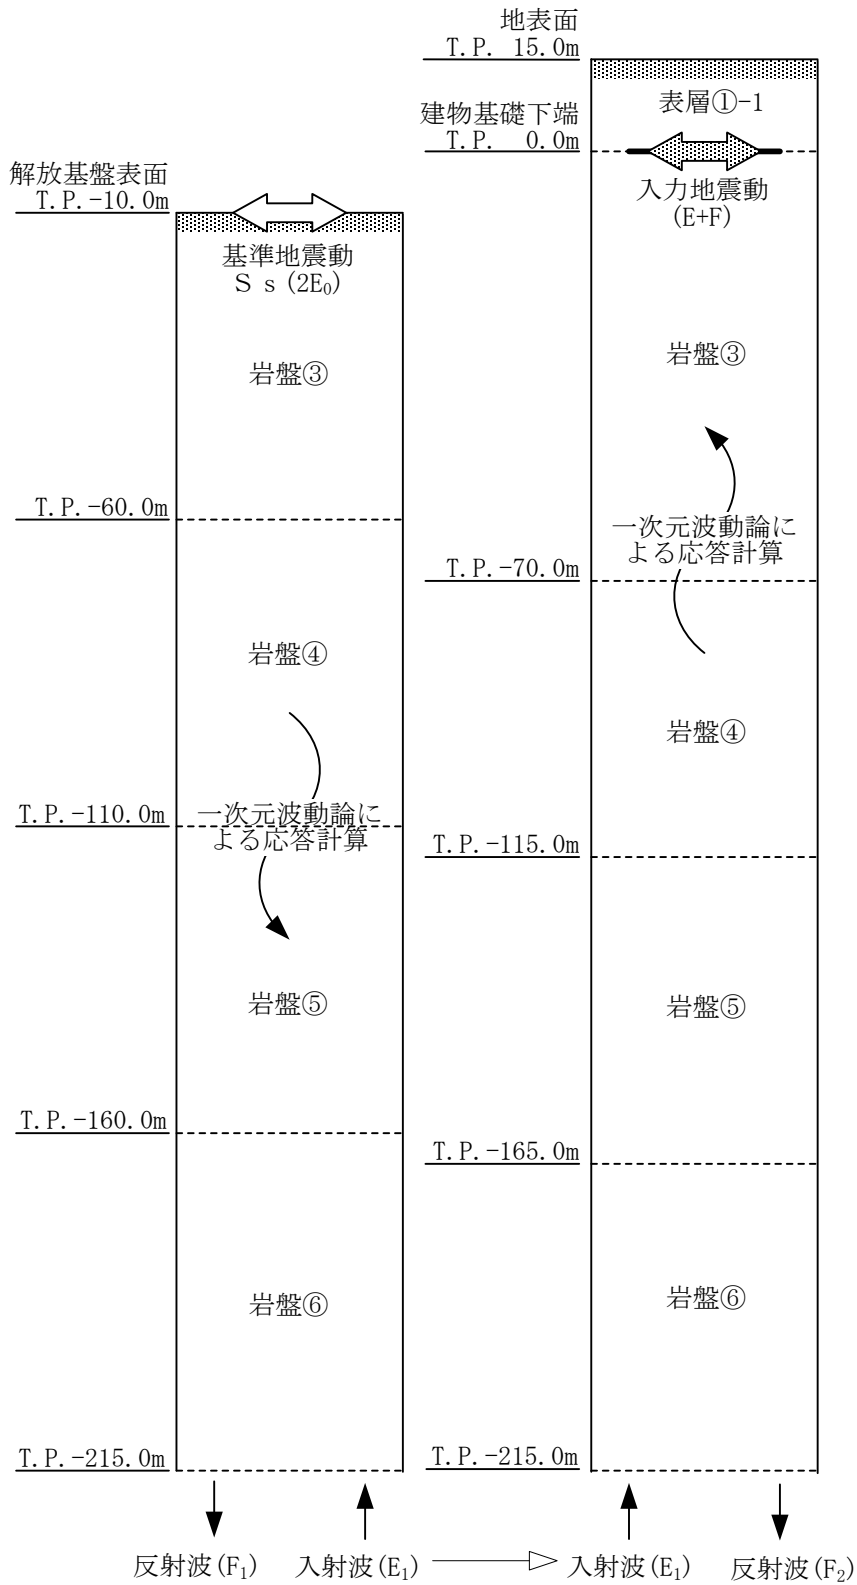 解放基盤表面
T.P.-10.0m
基準地震動
Ｓｓ(2E₀)
岩盤③
T.P.-60.0m
岩盤④
T.P.-110.0m
一次元波動論に
よる応答計算
岩盤⑤
T.P.-160.0m
岩盤⑥
T.P.-215.0m
反射波(F₁)
入射波(E₁)
地表面
T.P. 15.0m
表層①-1
建物基礎下端
T.P. 0.0m
入力地震動
(E+F)
岩盤③
一次元波動論に
よる応答計算
T.P.-70.0m
岩盤④
T.P.-115.0m
岩盤⑤
T.P.-165.0m
岩盤⑥
T.P.-215.0m
入射波(E₁)
反射波(F₂)